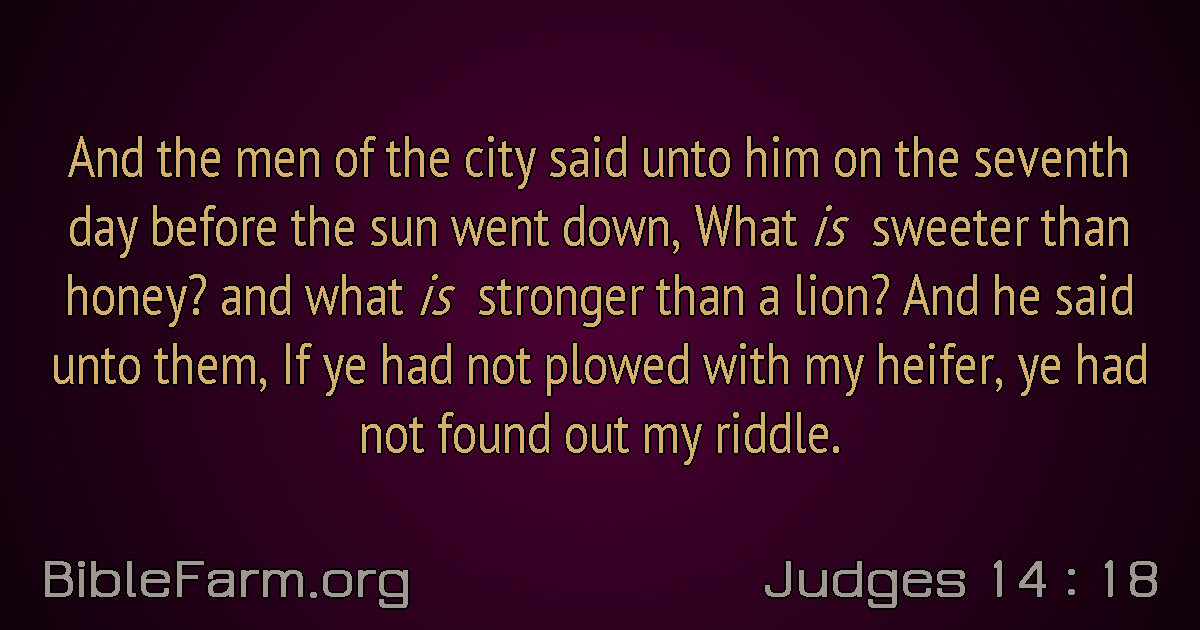 And the men of the city said unto him on the seventh
day before the sun went down, What is sweeter than
honey? and what is stronger than a lion? And he said
unto them, If ye had not plowed with my heifer, ye had
not found out my riddle.
BibleFarm.org
Judges 14 : 18